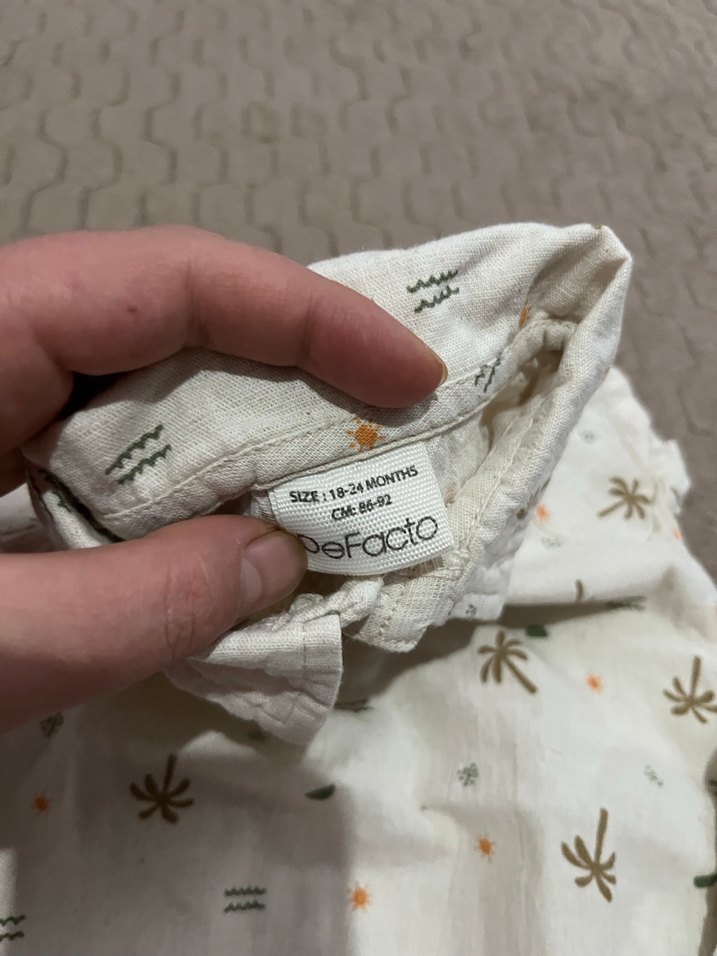 SIZE : 18-24 MONTHS
CM: 86-92
DeFacto